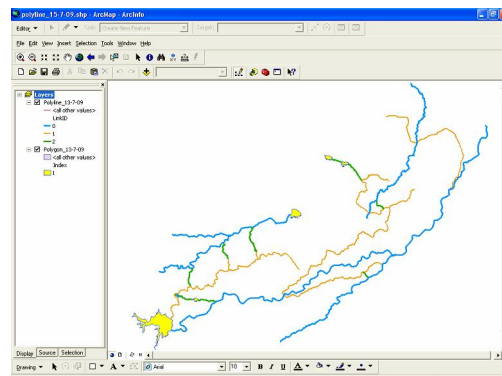 polyline_15-7-09.shp - ArcMap - ArcInfo
Editor Task: Create New Feature Target:
File Edit View Insert Selection Tools Window Help
Layers
Polyline_13-7-09
<all other values>
LinkID
0
1
2
Polygon_13-7-09
<all other values>
Index
1
Display Source Selection
Drawing A Arial 10 B I U A